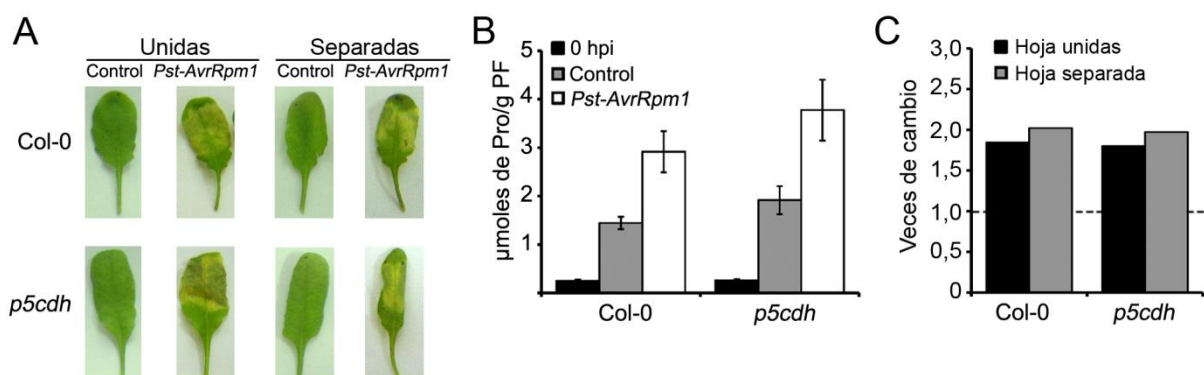 A
Unidas Separadas
Control Pst-AvrRpm1 Control Pst-AvrRpm1
Col-0
p5cdh
B
µmoles de Pro/g PF
5
4
3
2
1
0 hpi
Control
Pst-AvrRpm1
Col-0 p5cdh
C
Veces de cambio
3,0
2,5
2,0
1,5
1,0
0,5
0
Hoja unidas
Hoja separada
Col-0 p5cdh